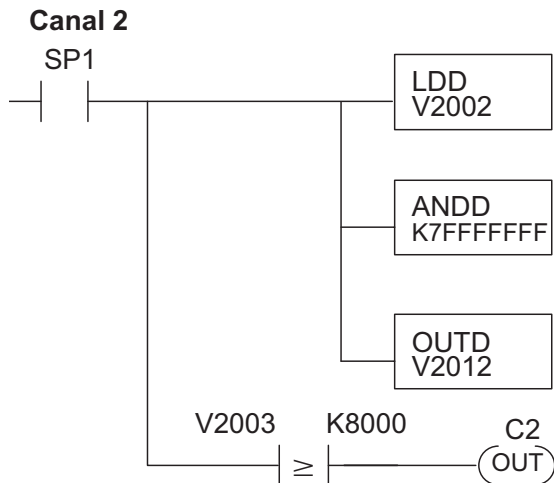 Canal 2
SP1
LDD
V2002
ANDD
K7FFFFFFF
OUTD
V2012
V2003 K8000 C2
≥ OUT